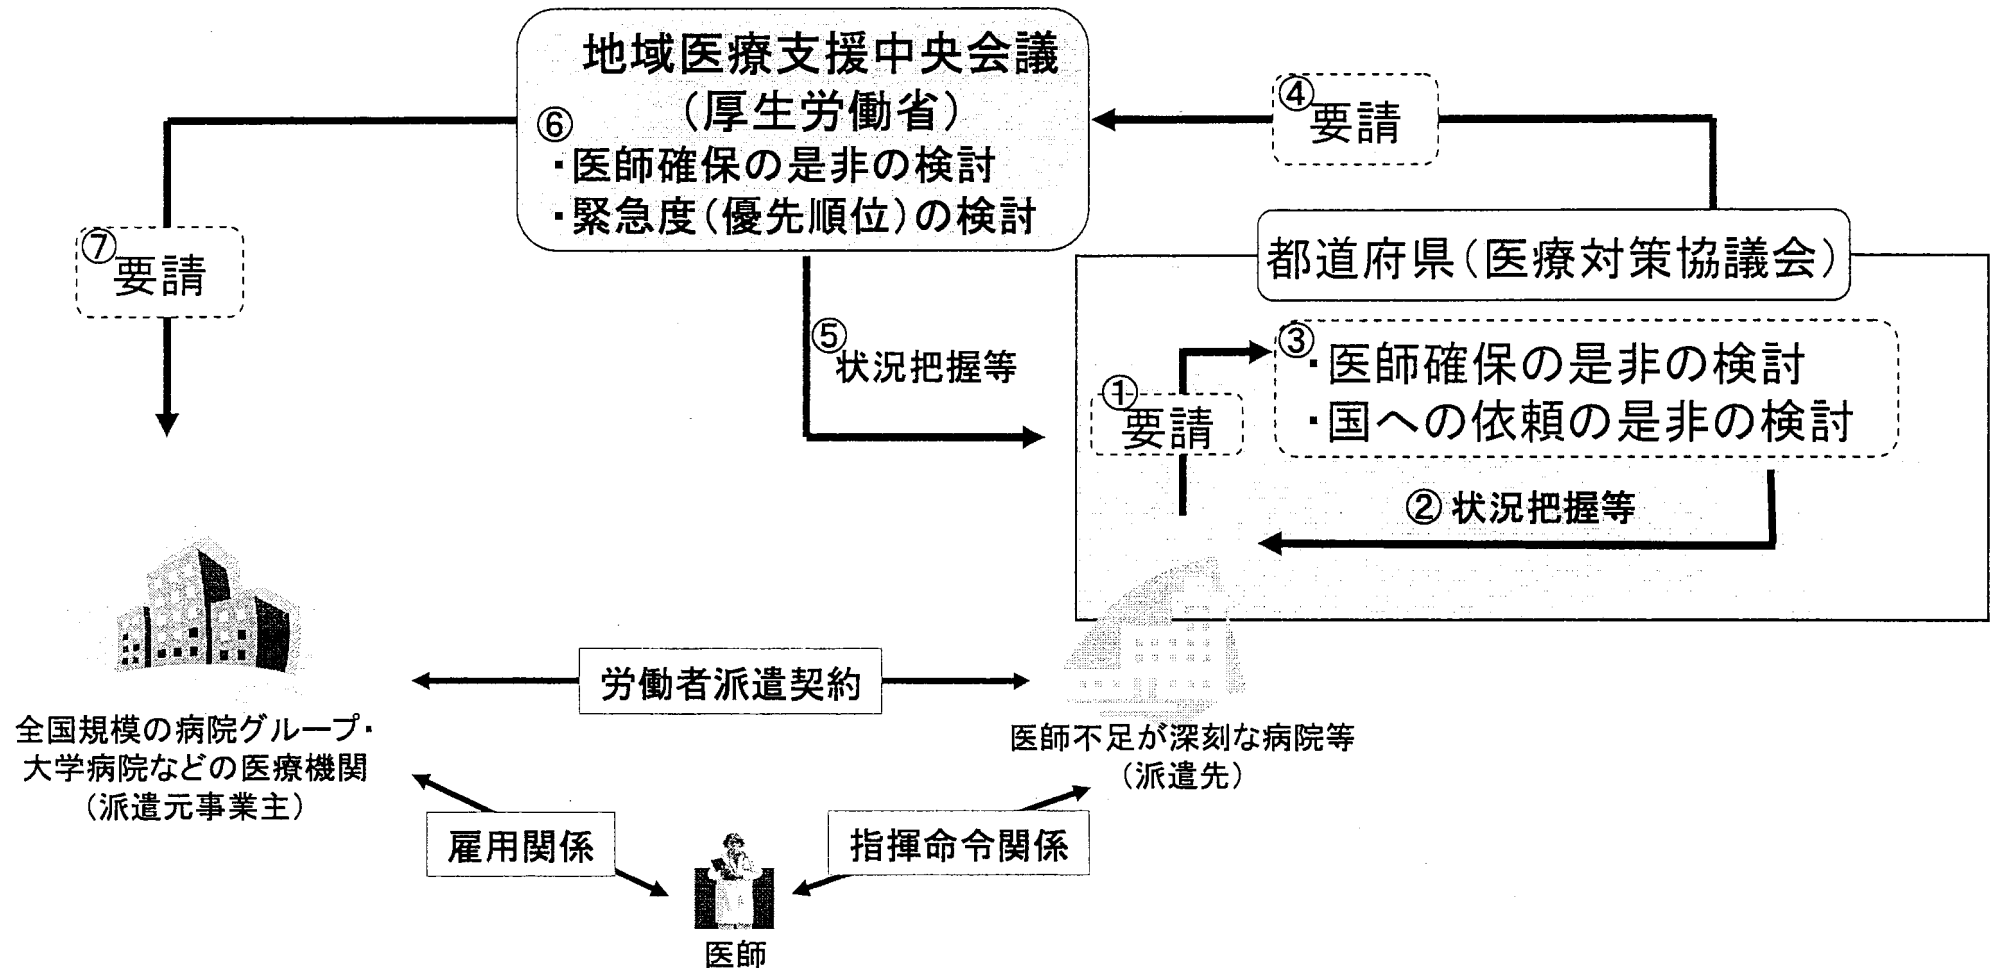 地域医療支援中央会議
(厚生労働省)
⑥
・医師確保の是非の検討
・緊急度(優先順位)の検討
④
要請
都道府県(医療対策協議会)
⑦
要請
⑤
状況把握等
①
要請
③
・医師確保の是非の検討
・国への依頼の是非の検討
② 状況把握等
労働者派遣契約
全国規模の病院グループ・
大学病院などの医療機関
(派遣元事業主)
医師不足が深刻な病院等
(派遣先)
雇用関係
指揮命令関係
医師